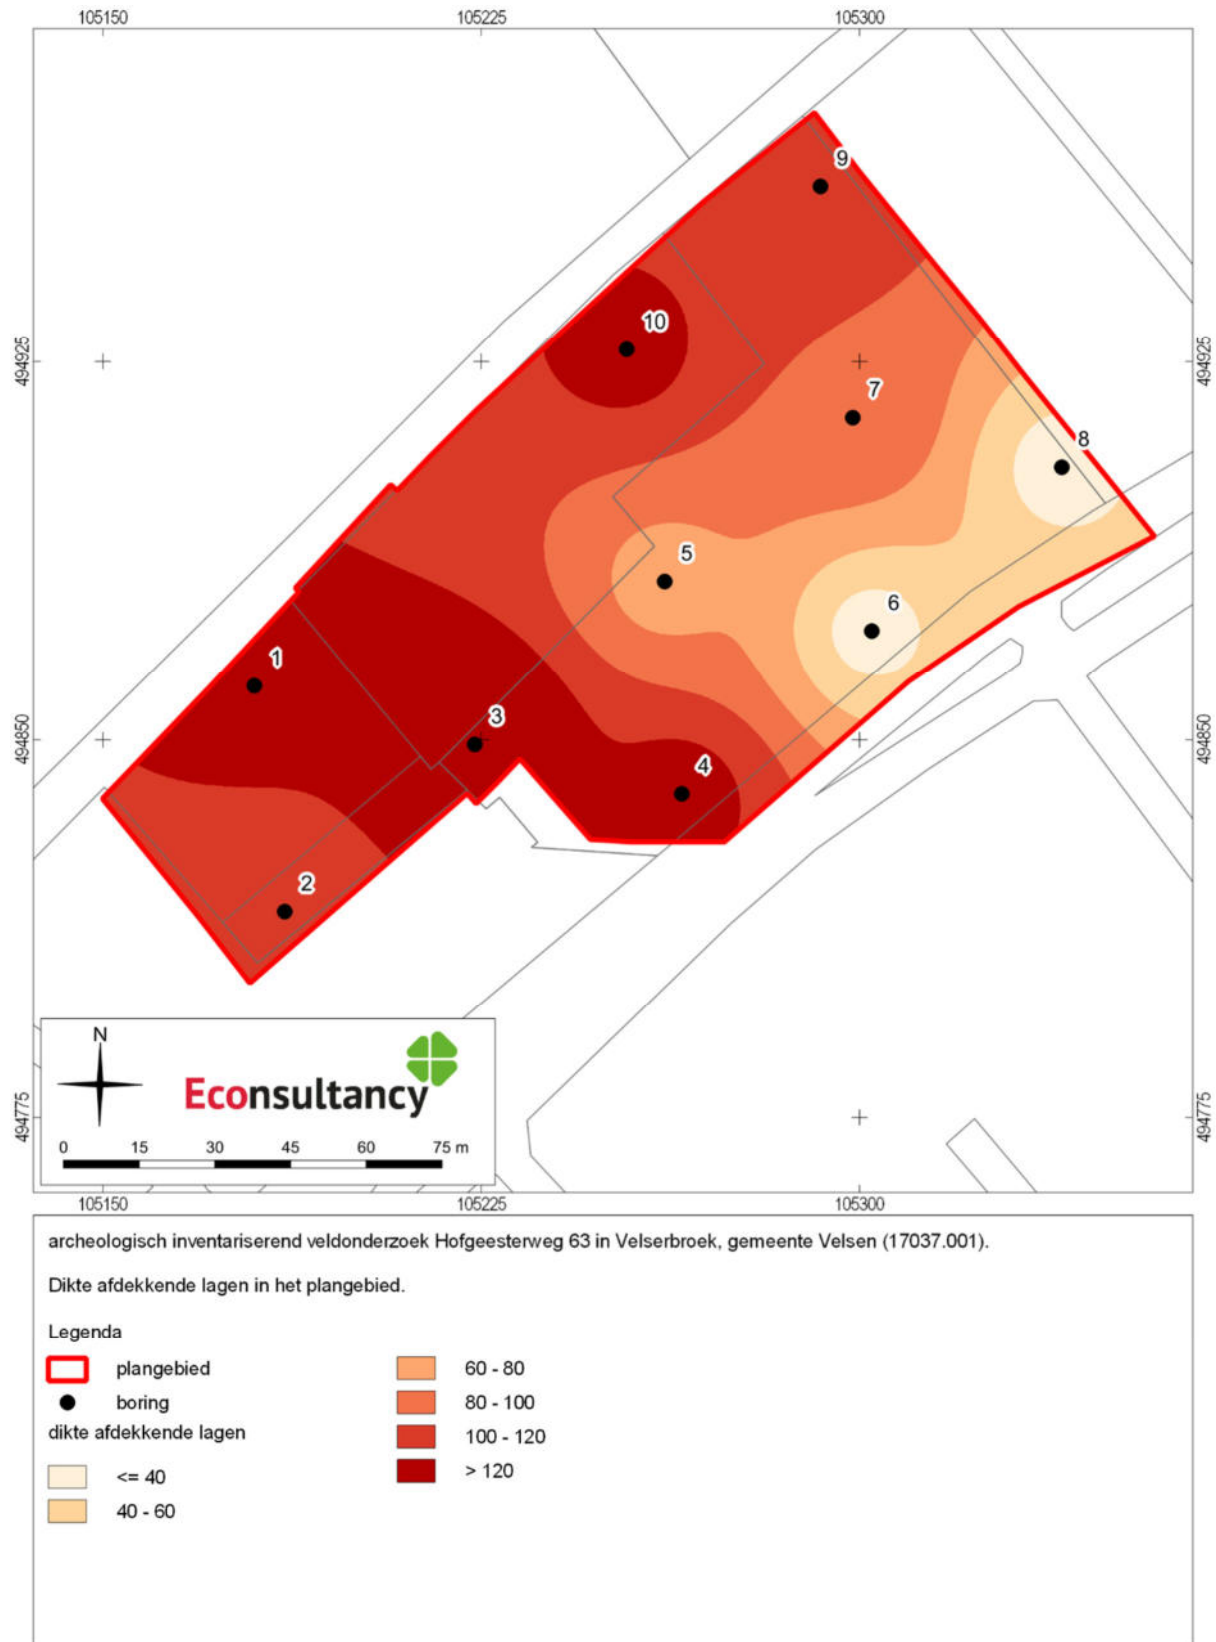 105150 105225 105300
9
10
494925 494925
7
8
5
6
1
3
494850 494850
4
2
N
Econsultancy
494775 494775
0 15 30 45 60 75 m
105150 105225 105300
archeologisch inventariserend veldonderzoek Hofgeesterweg 63 in Velserbroek, gemeente Velsen (17037.001).
Dikte afdekkende lagen in het plangebied.
Legenda
plangebied
boring
dikte afdekkende lagen
<= 40
40 - 60
60 - 80
80 - 100
100 - 120
> 120